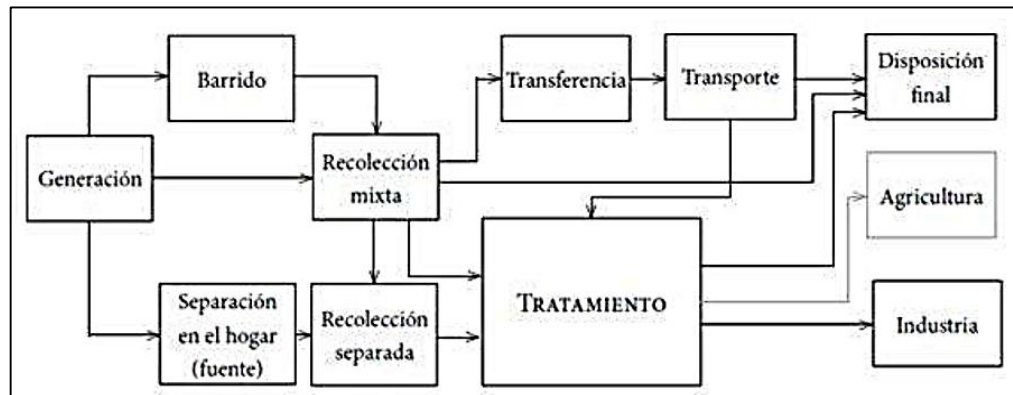 Barrido
Transferencia
Transporte
Disposición
final
Generación
Recolección
mixta
Agricultura
Separación
en el hogar
(fuente)
Recolección
separada
TRATAMIENTO
Industria